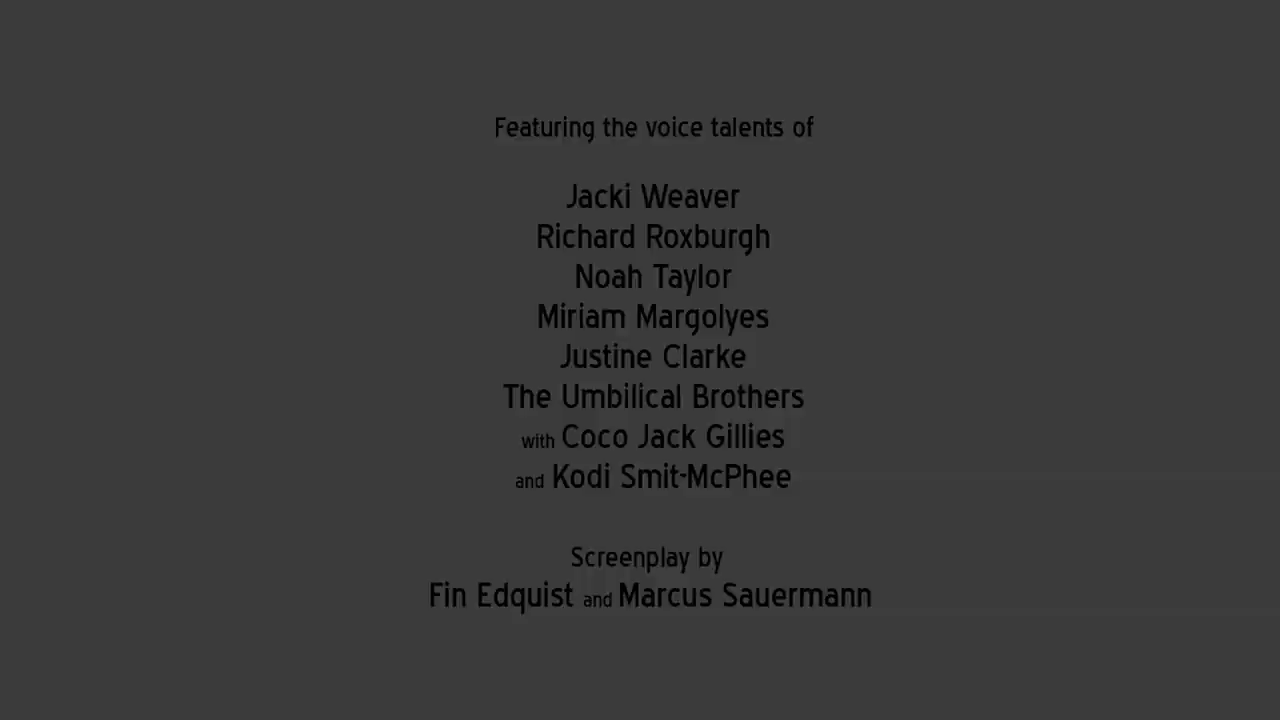 Featuring the voice talents of
Jacki Weaver
Richard Roxburgh
Noah Taylor
Miriam Margolyes
Justine Clarke
The Umbilical Brothers
with Coco Jack Gillies
and Kodi Smit-McPhee
Screenplay by
Fin Edquist and Marcus Sauermann